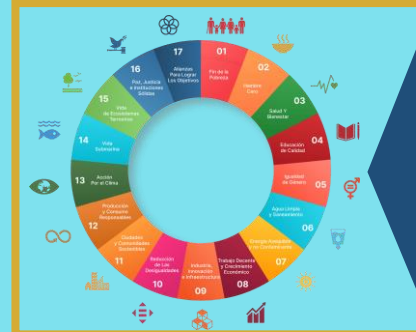 01
Fin de la
Pobreza
02
Hambre
Cero
03
Salud Y
Bienestar
04
Educación
de Calidad
05
Igualdad
de Género
06
Agua Limpia
y Saneamiento
07
Energía Asequible
y no Contaminante
08
Trabajo Decente
y Crecimiento
Económico
09
Industria,
Innovación
e Infraestructura
10
Reducción
de Las
Desigualdades
11
Ciudades
y Comunidades
Sostenibles
12
Producción
y Consumo
Responsables
13
Acción
Por el Clima
14
Vida
Submarina
15
Vida
de Ecosistemas
Terrestres
16
Paz, Justicia
e Instituciones
Sólidas
17
Alianzas
Para Lograr
Los Objetivos